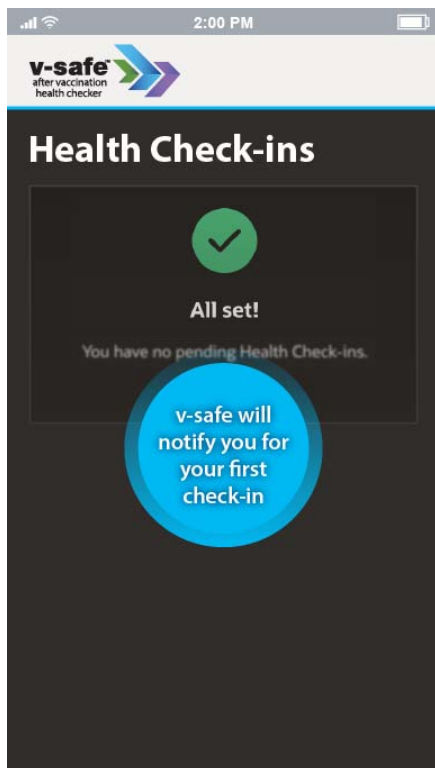 2:00 PM
v-safe™
after vaccination
health checker
Health Check-ins
All set!
You have no pending Health Check-ins.
v-safe will
notify you for
your first
check-in